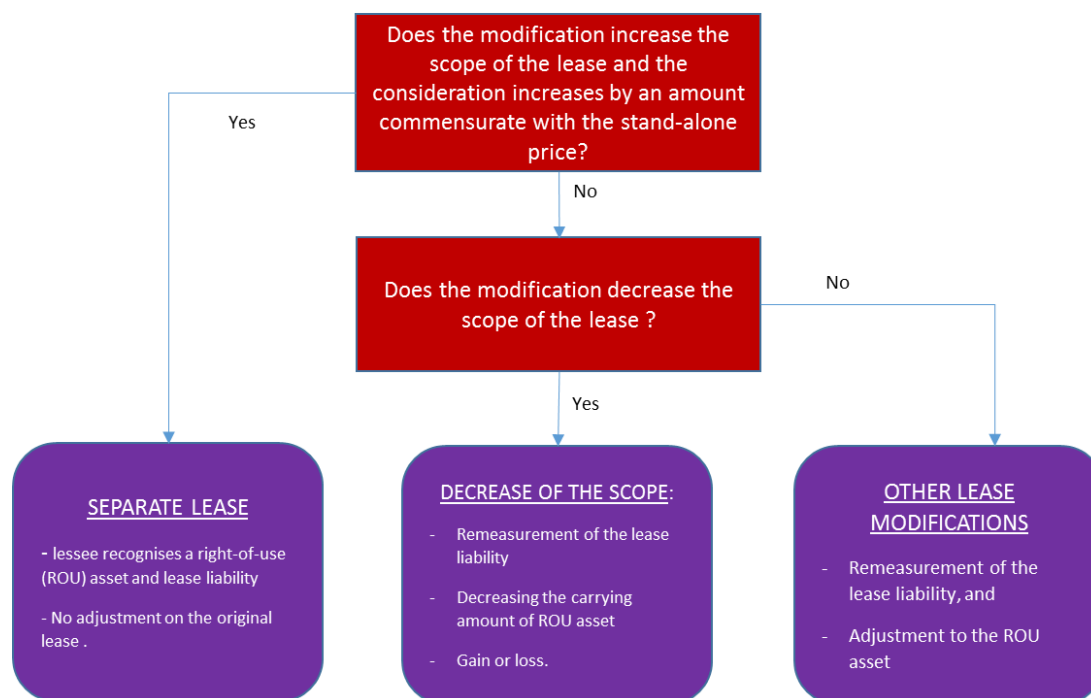 Does the modification increase the
scope of the lease and the
consideration increases by an amount
commensurate with the stand-alone
price?
Yes
No
Does the modification decrease the
scope of the lease ?
No
Yes
SEPARATE LEASE
- lessee recognises a right-of-use
(ROU) asset and lease liability
- No adjustment on the original
lease .
DECREASE OF THE SCOPE:
- Remeasurement of the lease
liability
- Decreasing the carrying
amount of ROU asset
- Gain or loss.
OTHER LEASE
MODIFICATIONS
- Remeasurement of the
lease liability, and
- Adjustment to the ROU
asset